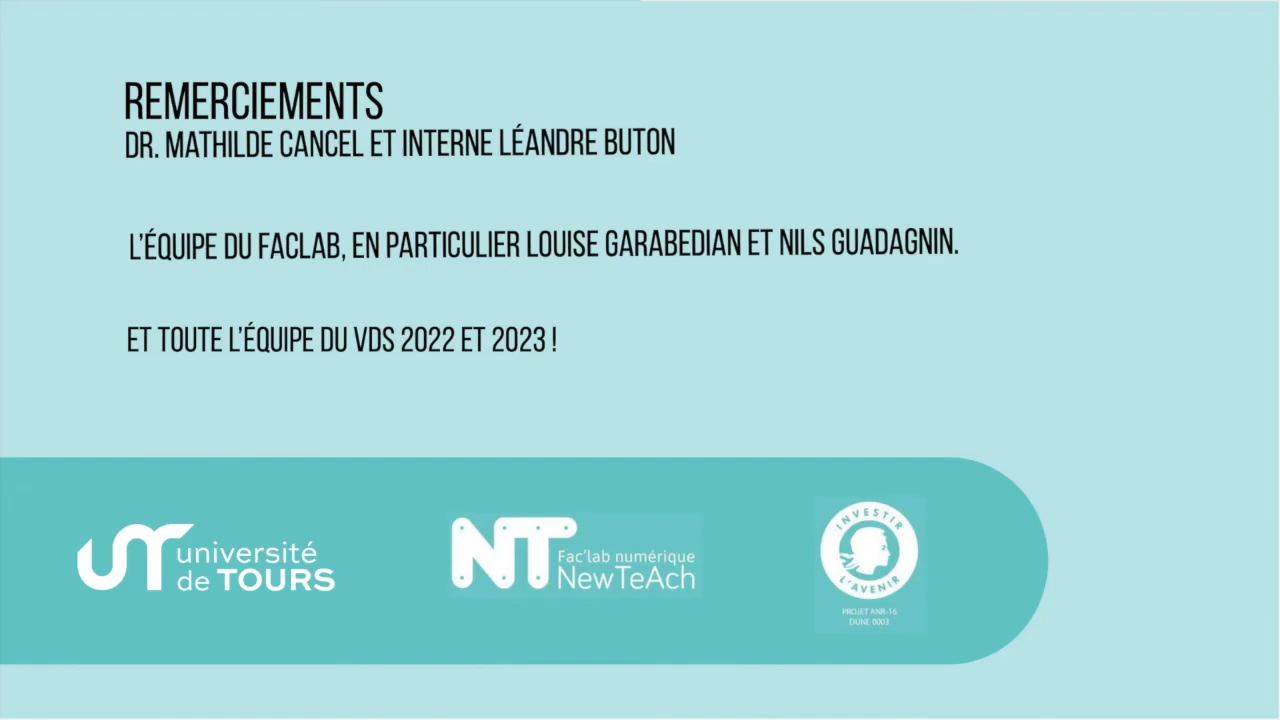 REMERCIEMENTS
DR. MATHILDE CANCEL ET INTERNE LÉANDRE BUTON
L'ÉQUIPE DU FACLAB, EN PARTICULIER LOUISE GARABEDIAN ET NILS GUADAGNIN.
ET TOUTE L'ÉQUIPE DU VDS 2022 ET 2023 !
université
de TOURS
NT
Fac'lab numérique
NewTeAch
INVESTIR
L'AVENIR
PROJET ANR-16
DUNE 0003